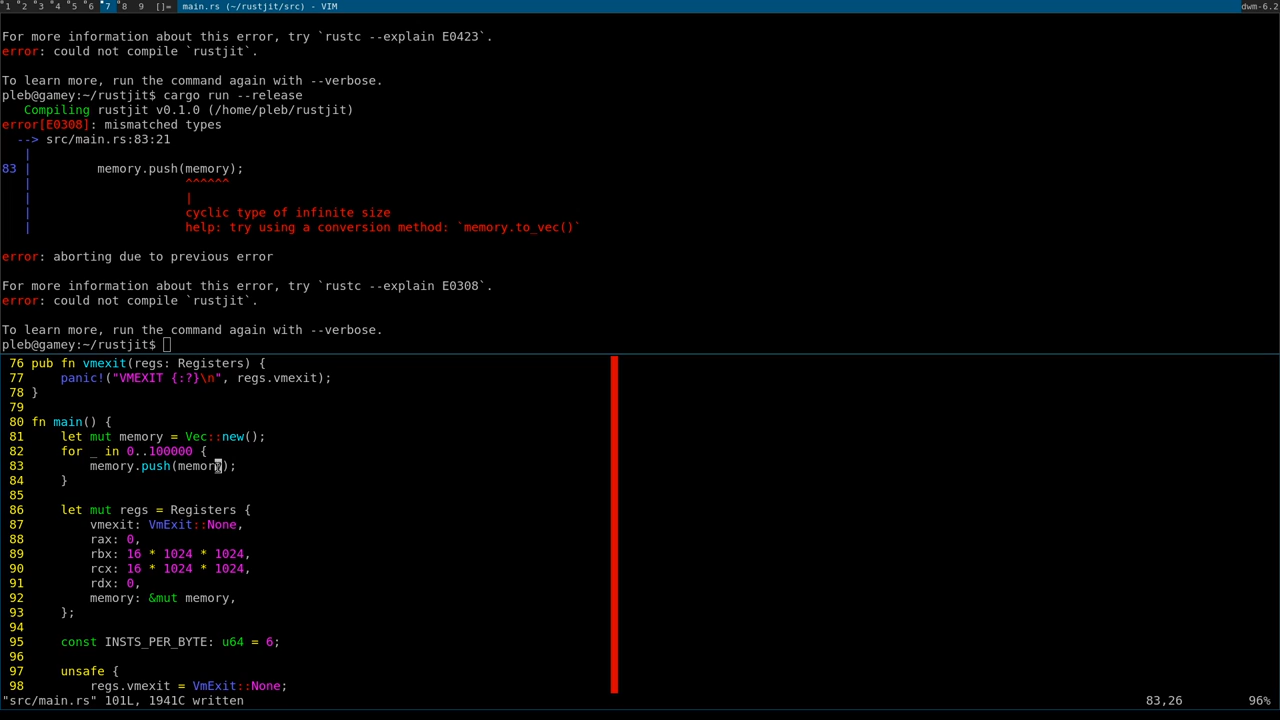 1 2 3 4 5 6 7 8 9 []= main.rs (~/rustjit/src) - VIM dwm-6.2
For more information about this error, try `rustc --explain E0423`.
error: could not compile `rustjit`.
To learn more, run the command again with --verbose.
pleb@gamey:~/rustjit$ cargo run --release
   Compiling rustjit v0.1.0 (/home/pleb/rustjit)
error[E0308]: mismatched types
  --> src/main.rs:83:21
   |
83 |         memory.push(memory);
   |                     ^^^^^^
   |                     |
   |                     cyclic type of infinite size
   |                     help: try using a conversion method: `memory.to_vec()`
error: aborting due to previous error
For more information about this error, try `rustc --explain E0308`.
error: could not compile `rustjit`.
To learn more, run the command again with --verbose.
pleb@gamey:~/rustjit$
76 pub fn vmexit(regs: Registers) {
77     panic!("VMEXIT {:?}\n", regs.vmexit);
78 }
79
80 fn main() {
81     let mut memory = Vec::new();
82     for _ in 0..100000 {
83         memory.push(memory);
84     }
85
86     let mut regs = Registers {
87         vmexit: VmExit::None,
88         rax: 0,
89         rbx: 16 * 1024 * 1024,
90         rcx: 16 * 1024 * 1024,
91         rdx: 0,
92         memory: &mut memory,
93     };
94
95     const INSTS_PER_BYTE: u64 = 6;
96
97     unsafe {
98         regs.vmexit = VmExit::None;
"src/main.rs" 101L, 1941C written 83,26 96%